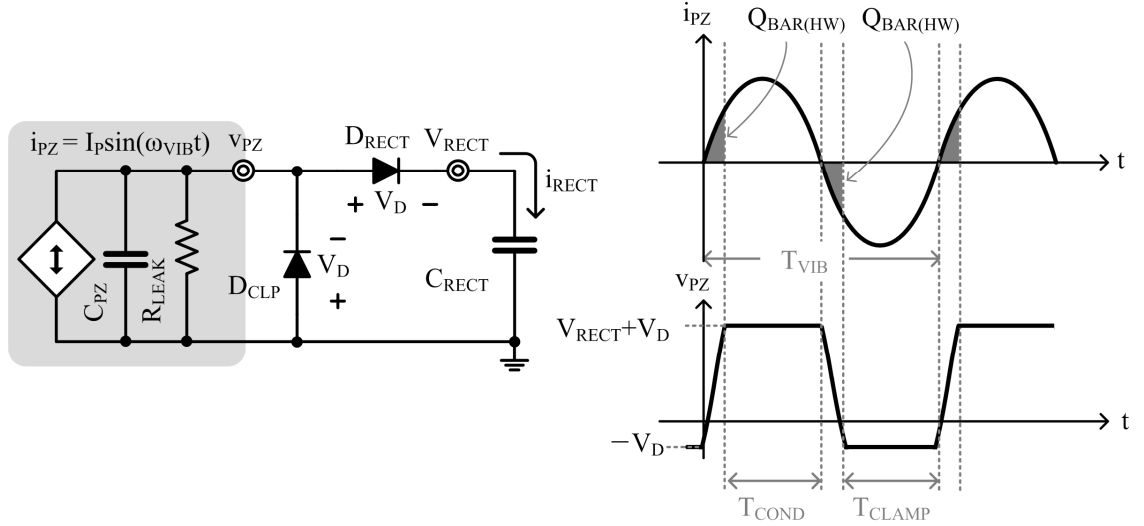 i_PZ = I_P sin(ω_VIB t)
v_PZ
D_RECT
V_RECT
i_RECT
+ V_D −
C_PZ
R_LEAK
D_CLP
−
V_D
+
C_RECT
i_PZ
Q_BAR(HW)
Q_BAR(HW)
t
T_VIB
v_PZ
V_RECT+V_D
t
−V_D
T_COND
T_CLAMP